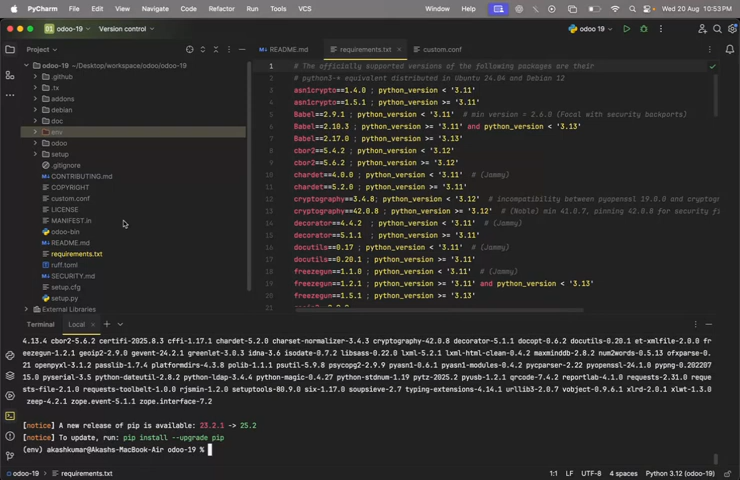 PyCharm File Edit View Navigate Code Refactor Run Tools VCS Window Help Wed 20 Aug 10:53 PM
01 odoo-19 Version control odoo 19
Project README.md requirements.txt custom.conf
odoo-19 ~/Desktop/workspace/odoo/odoo-19
.github
.tx
addons
debian
doc
env
odoo
setup
.gitignore
CONTRIBUTING.md
COPYRIGHT
custom.conf
LICENSE
MANIFEST.in
odoo-bin
README.md
requirements.txt
ruff.toml
SECURITY.md
setup.cfg
setup.py
External Libraries
1 # The officially supported versions of the following packages are their
2 # python3-* equivalent distributed in Ubuntu 24.04 and Debian 12
3 asn1crypto==1.4.0 ; python_version < '3.11'
4 asn1crypto==1.5.1 ; python_version >= '3.11'
5 Babel==2.9.1 ; python_version < '3.11' # min version = 2.6.0 (Focal with security backports)
6 Babel==2.10.3 ; python_version >= '3.11' and python_version < '3.13'
7 Babel==2.17.0 ; python_version >= '3.13'
8 cbor2==5.4.2 ; python_version < '3.12'
9 cbor2==5.6.2 ; python_version >= '3.12'
10 chardet==4.0.0 ; python_version < '3.11' # (Jammy)
11 chardet==5.2.0 ; python_version >= '3.11'
12 cryptography==3.4.8; python_version < '3.12' # incompatibility between pyopenssl 19.0.0 and cryptogra
13 cryptography==42.0.8 ; python_version >= '3.12' # (Noble) min 41.0.7, pinning 42.0.8 for security fi
14 decorator==4.4.2 ; python_version < '3.11' # (Jammy)
15 decorator==5.1.1 ; python_version >= '3.11'
16 docutils==0.17 ; python_version < '3.11' # (Jammy)
17 docutils==0.20.1 ; python_version >= '3.11'
18 freezegun==1.1.0 ; python_version < '3.11' # (Jammy)
19 freezegun==1.2.1 ; python_version >= '3.11' and python_version < '3.13'
20 freezegun==1.5.1 ; python_version >= '3.13'
21
Terminal Local
4.13.4 cbor2-5.6.2 certifi-2025.8.3 cffi-1.17.1 chardet-5.2.0 charset-normalizer-3.4.3 cryptography-42.0.8 decorator-5.1.1 docopt-0.6.2 docutils-0.20.1 et-xmlfile-2.0.0 fr
eezegun-1.2.1 geoip2-2.9.0 gevent-24.2.1 greenlet-3.0.3 idna-3.6 isodate-0.7.2 libsass-0.22.0 lxml-5.2.1 lxml-html-clean-0.4.2 maxminddb-2.8.2 num2words-0.5.13 ofxparse-0.
21 openpyxl-3.1.2 passlib-1.7.4 platformdirs-4.3.8 polib-1.1.1 psutil-5.9.8 psycopg2-2.9.9 pyasn1-0.6.1 pyasn1-modules-0.4.2 pycparser-2.22 pyopenssl-24.1.0 pypng-0.202207
15.0 pyserial-3.5 python-dateutil-2.8.2 python-ldap-3.4.4 python-magic-0.4.27 python-stdnum-1.19 pytz-2025.2 pyusb-1.2.1 qrcode-7.4.2 reportlab-4.1.0 requests-2.31.0 reque
sts-file-2.1.0 requests-toolbelt-1.0.0 rjsmin-1.2.0 setuptools-80.9.0 six-1.17.0 soupsieve-2.7 typing-extensions-4.14.1 urllib3-2.0.7 vobject-0.9.6.1 xlrd-2.0.1 xlwt-1.3.0
zeep-4.2.1 zope.event-5.1.1 zope.interface-7.2
[notice] A new release of pip is available: 23.2.1 -> 25.2
[notice] To update, run: pip install --upgrade pip
(env) akashkumar@Akashs-MacBook-Air odoo-19 %
odoo-19 requirements.txt 1:1 LF UTF-8 4 spaces Python 3.12 (odoo-19)